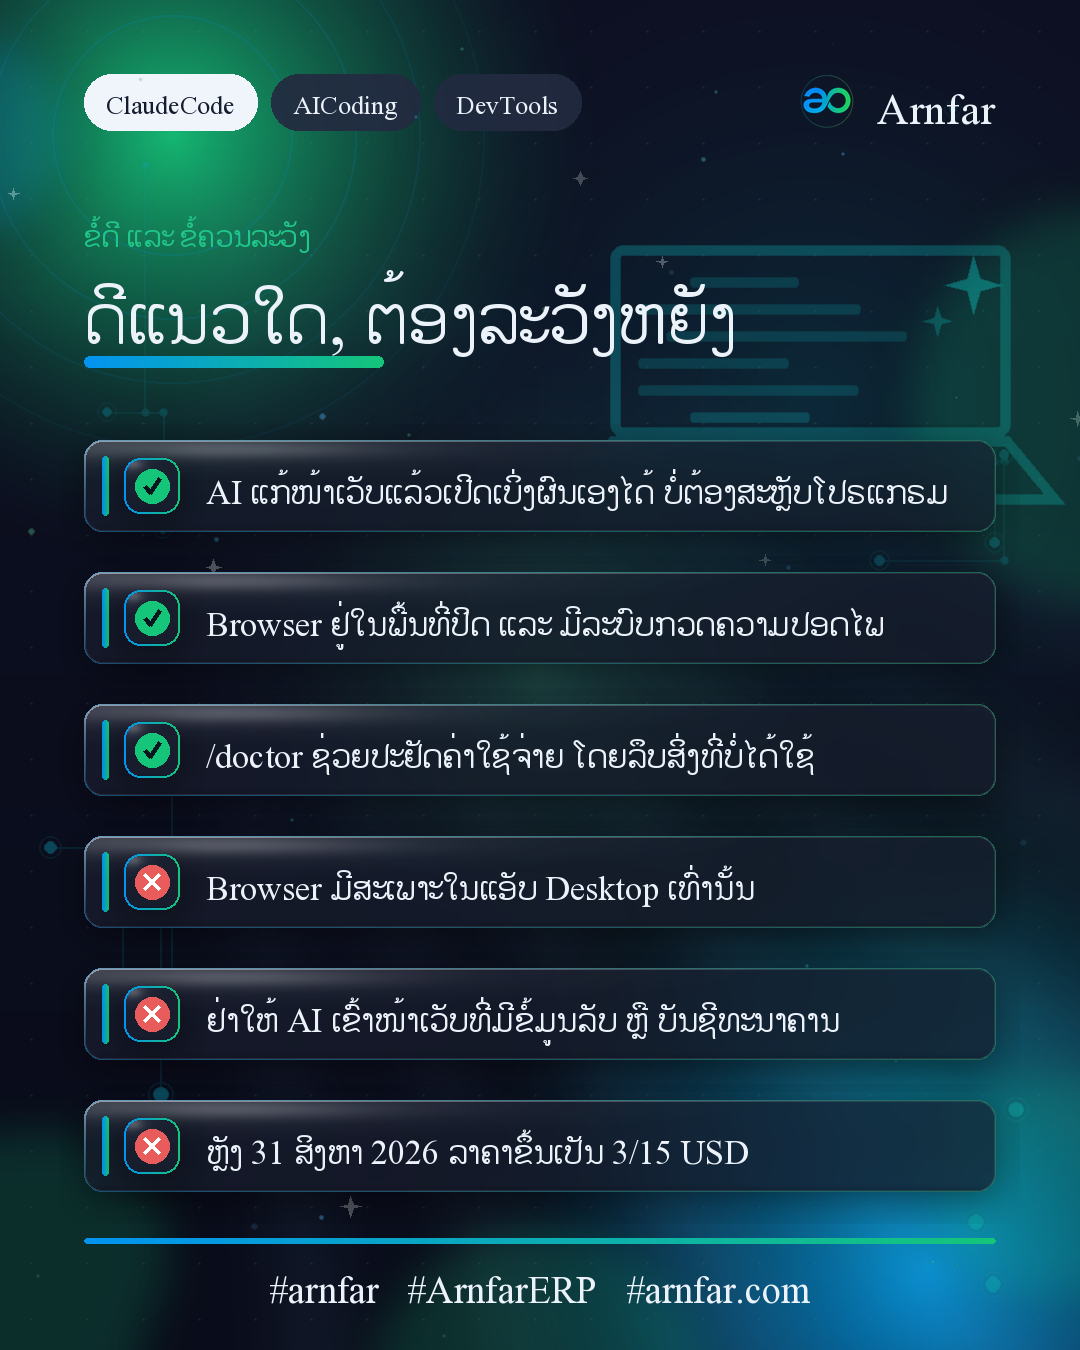 ClaudeCode AICoding DevTools
Arnfar
ຂໍ້ດີ ແລະ ຂໍ້ຄວນລະວັງ
ດີແນວໃດ, ຕ້ອງລະວັງຫຍັງ
AI ແກ້ໜ້າເວັບແລ້ວເປີດເບິ່ງຜົນເອງໄດ້ ບໍ່ຕ້ອງສະຫຼັບໂປຣແກຣມ
Browser ຢູ່ໃນພື້ນທີ່ປິດ ແລະ ມີລະບົບກວດຄວາມປອດໄພ
/doctor ຊ່ວຍປະຢັດຄ່າໃຊ້ຈ່າຍ ໂດຍລຶບສິ່ງທີ່ບໍ່ໄດ້ໃຊ້
Browser ມີສະເພາະໃນແອັບ Desktop ເທົ່ານັ້ນ
ຢ່າໃຫ້ AI ເຂົ້າໜ້າເວັບທີ່ມີຂໍ້ມູນລັບ ຫຼື ບັນຊີທະນາຄານ
ຫຼັງ 31 ສິງຫາ 2026 ລາຄາຂຶ້ນເປັນ 3/15 USD
#arnfar #ArnfarERP #arnfar.com